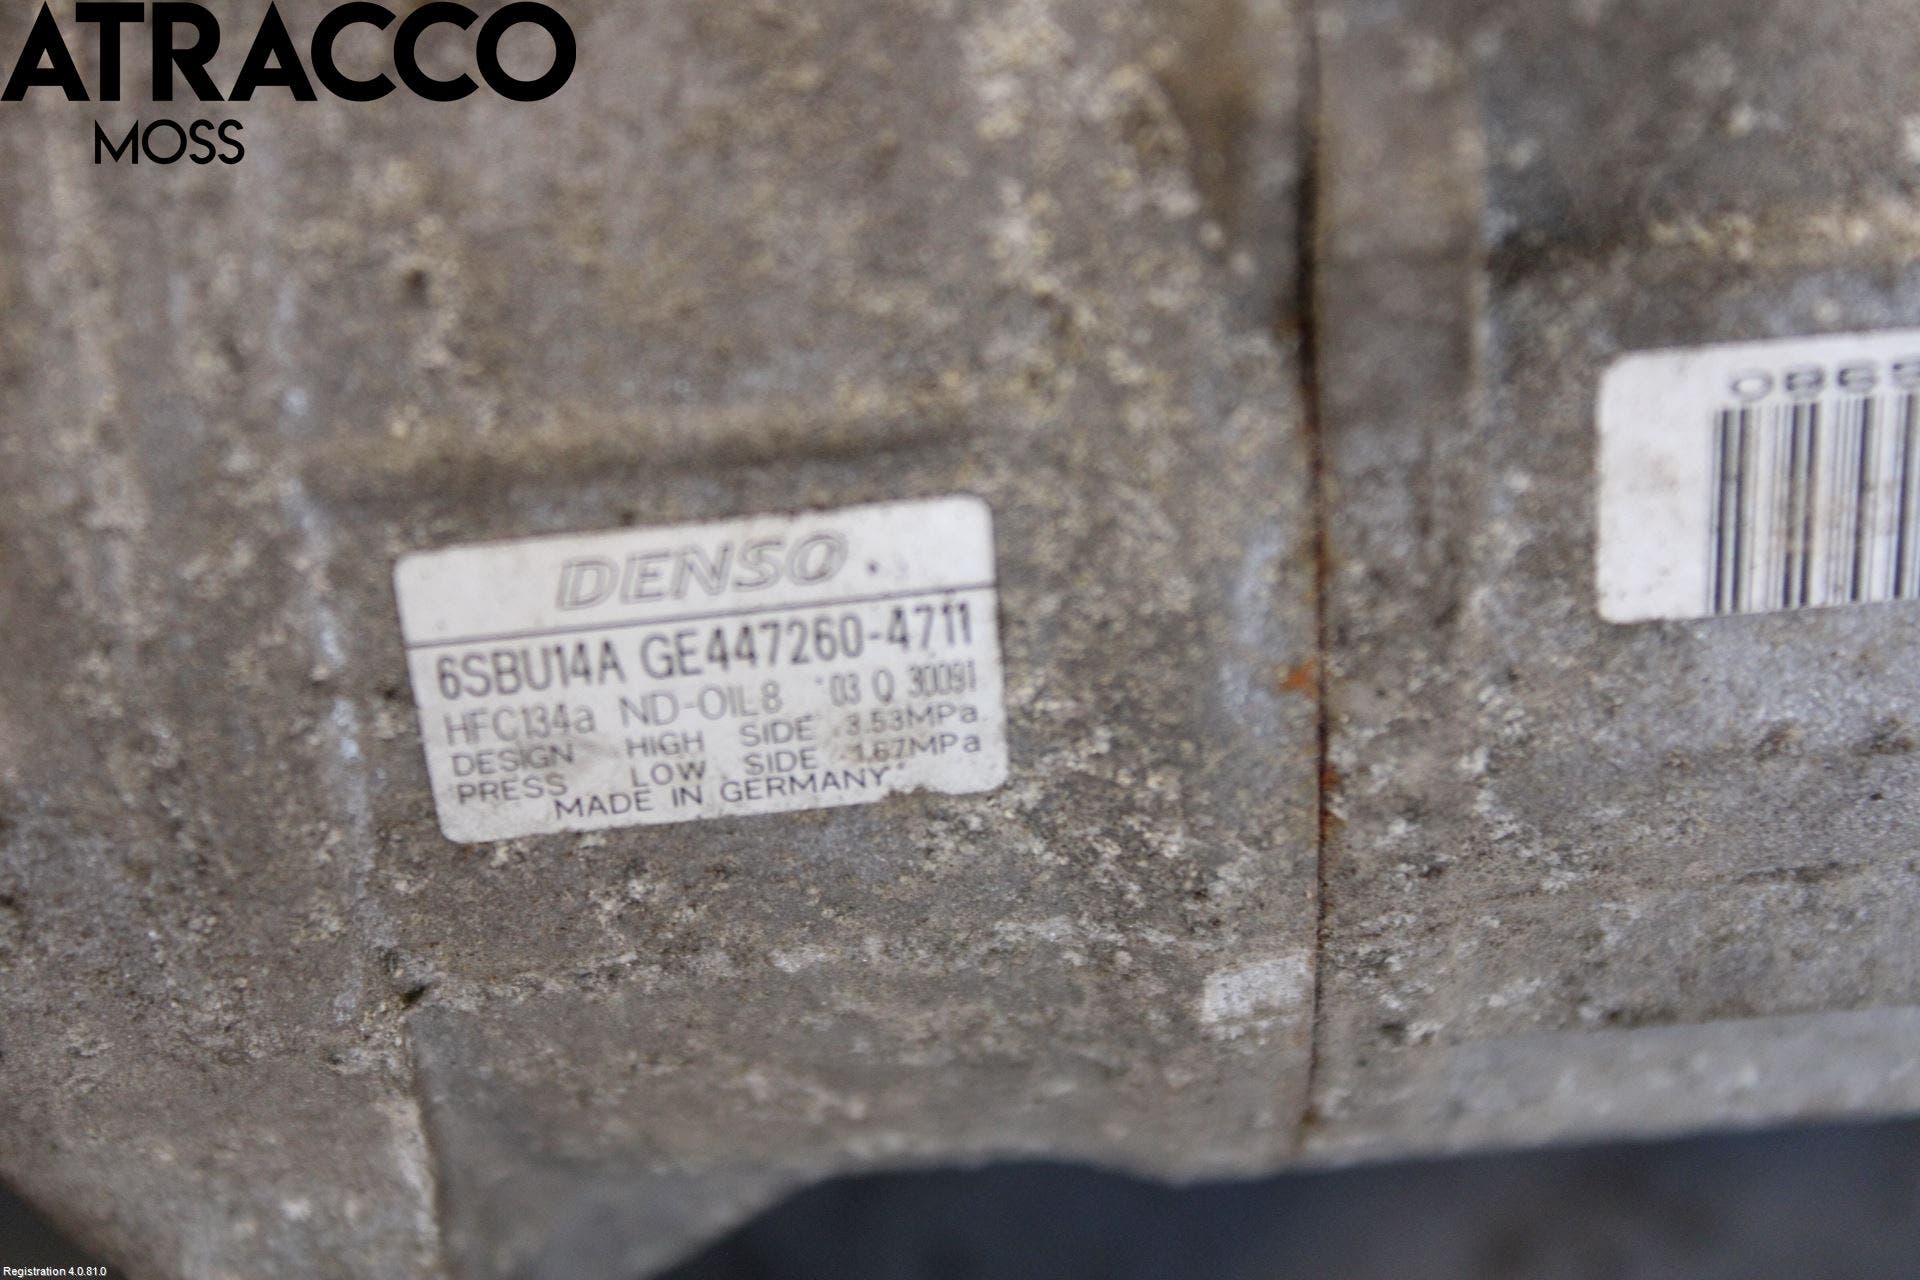 ATRACCO
MOSS
DENSO
6SBU14A GE447260-4711
HFC134a ND-OIL8 03 Q 30091
DESIGN HIGH SIDE 3.53MPa
PRESS LOW SIDE 1.67MPa
MADE IN GERMANY
Registration 4.0.81.0